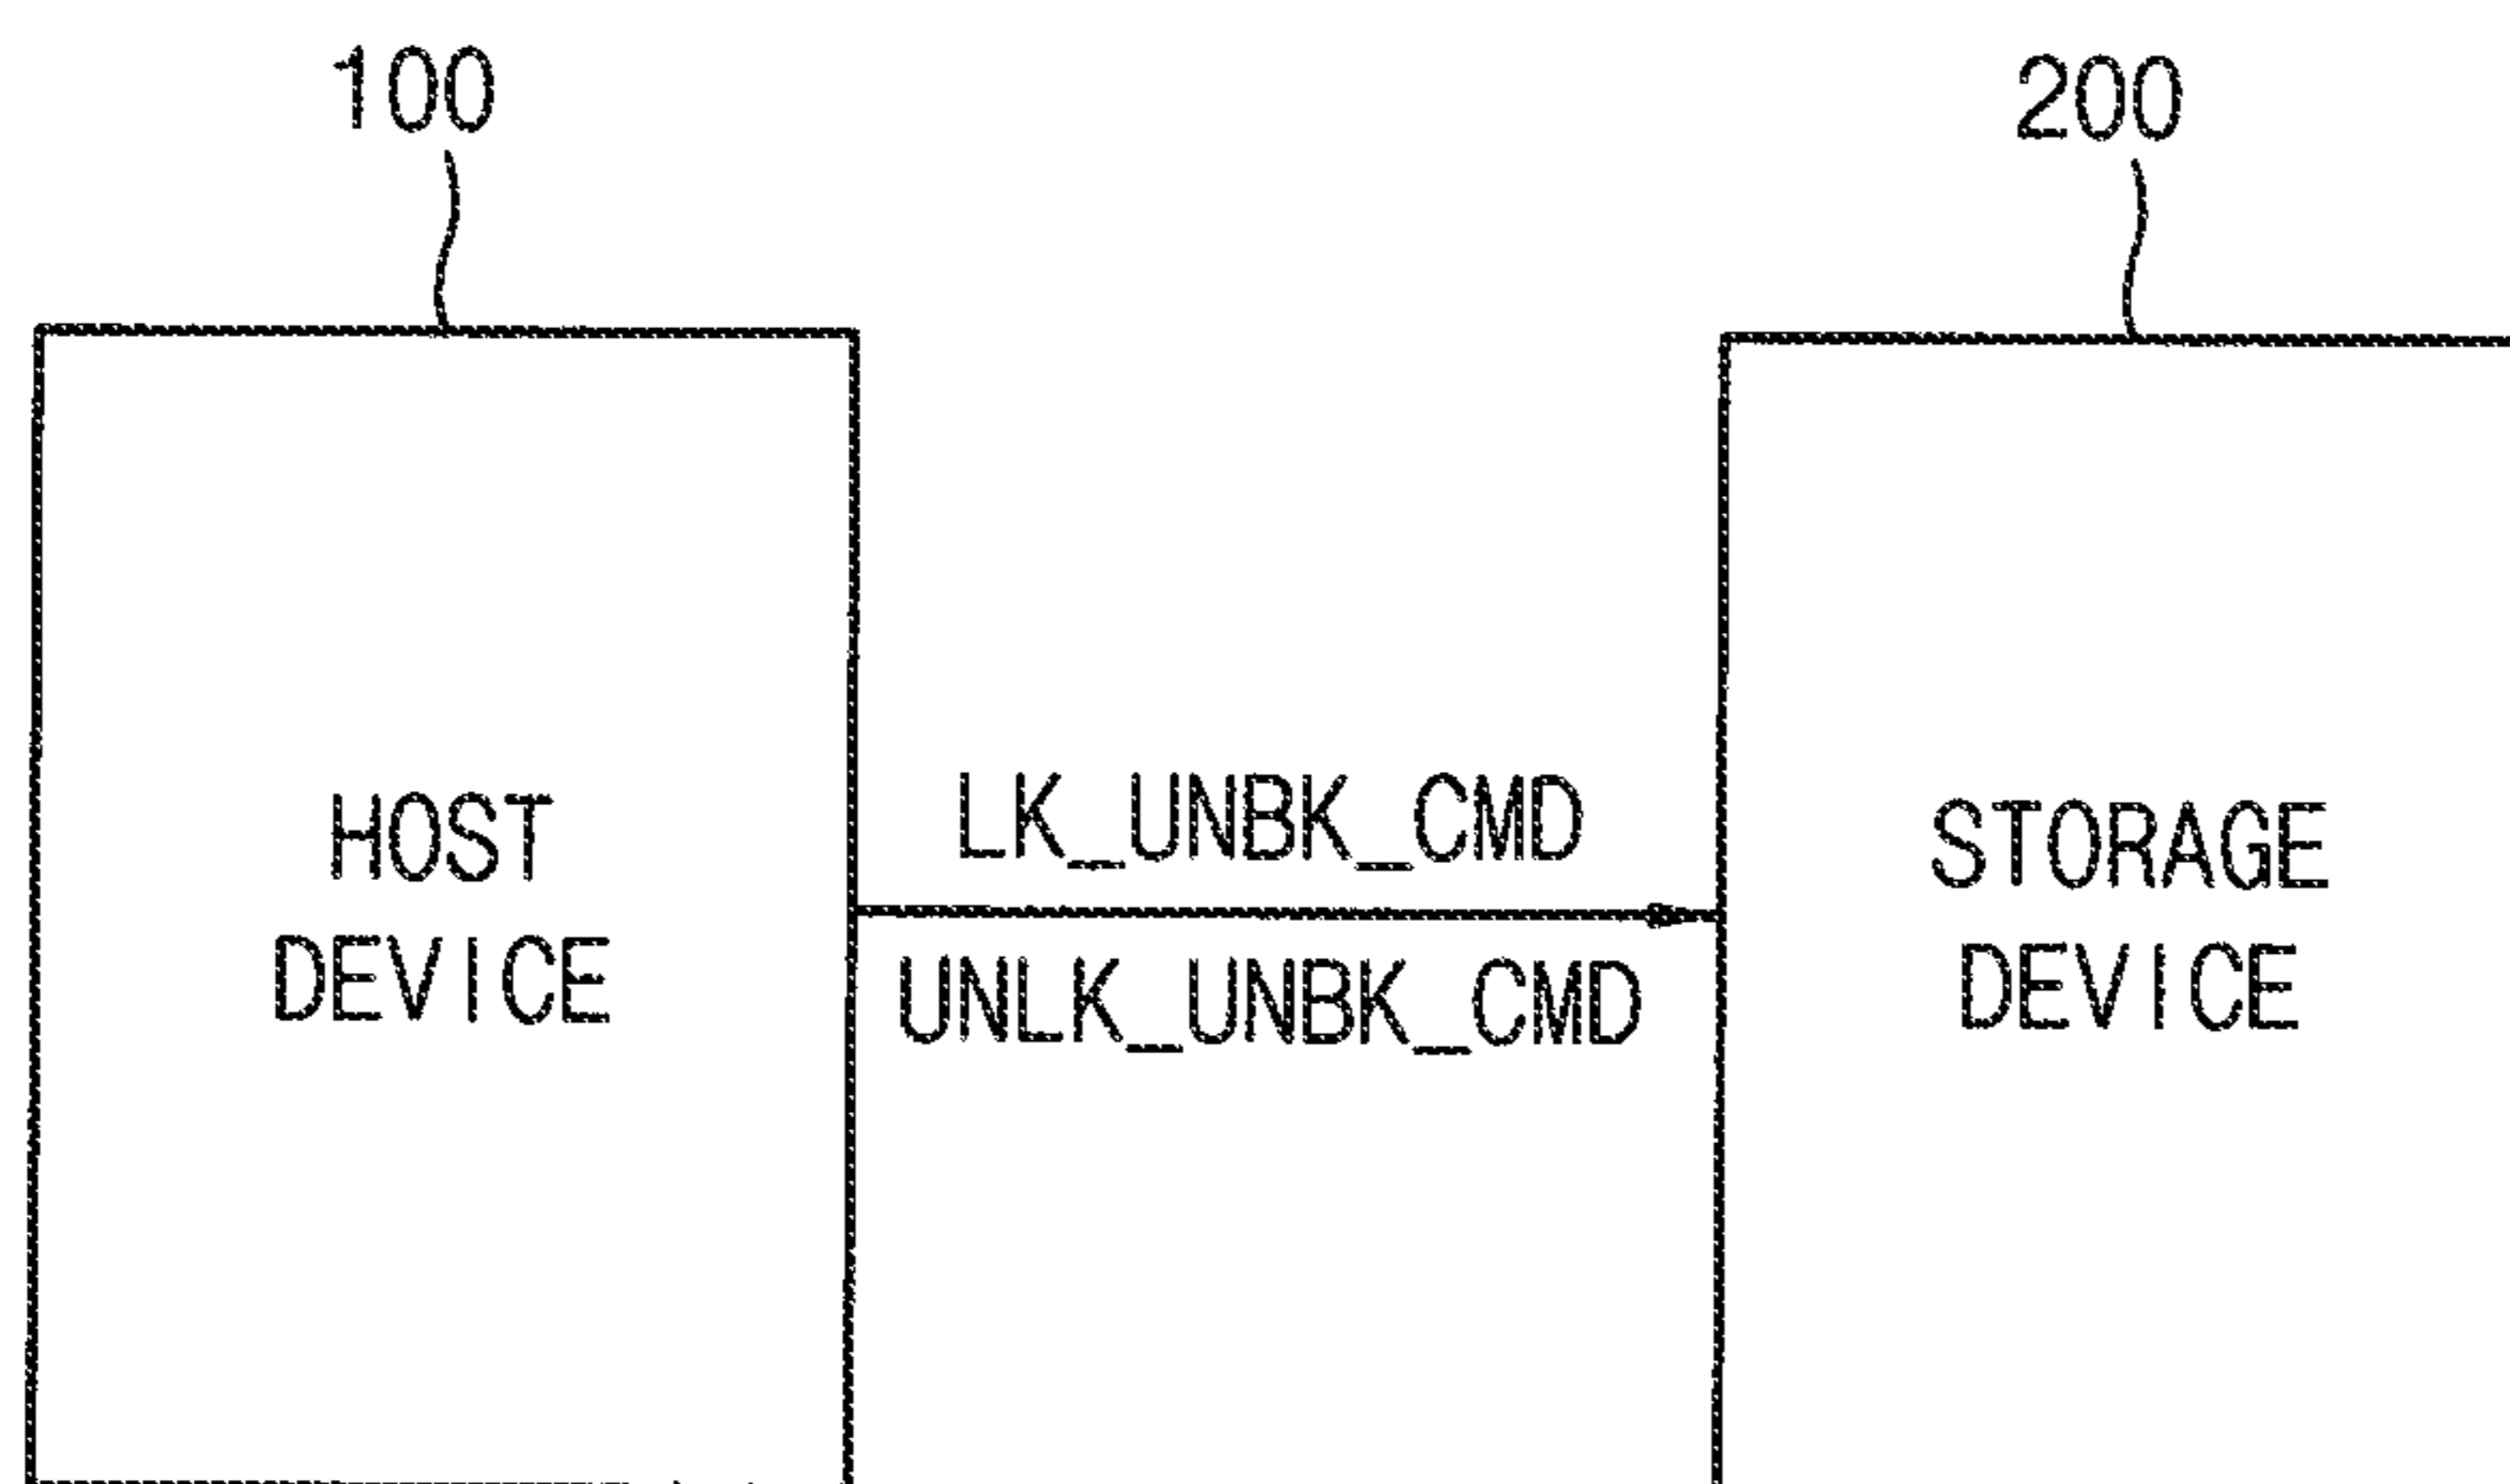 100
200
HOST
DEVICE
LK_UNBK_CMD
UNLK_UNBK_CMD
STORAGE
DEVICE